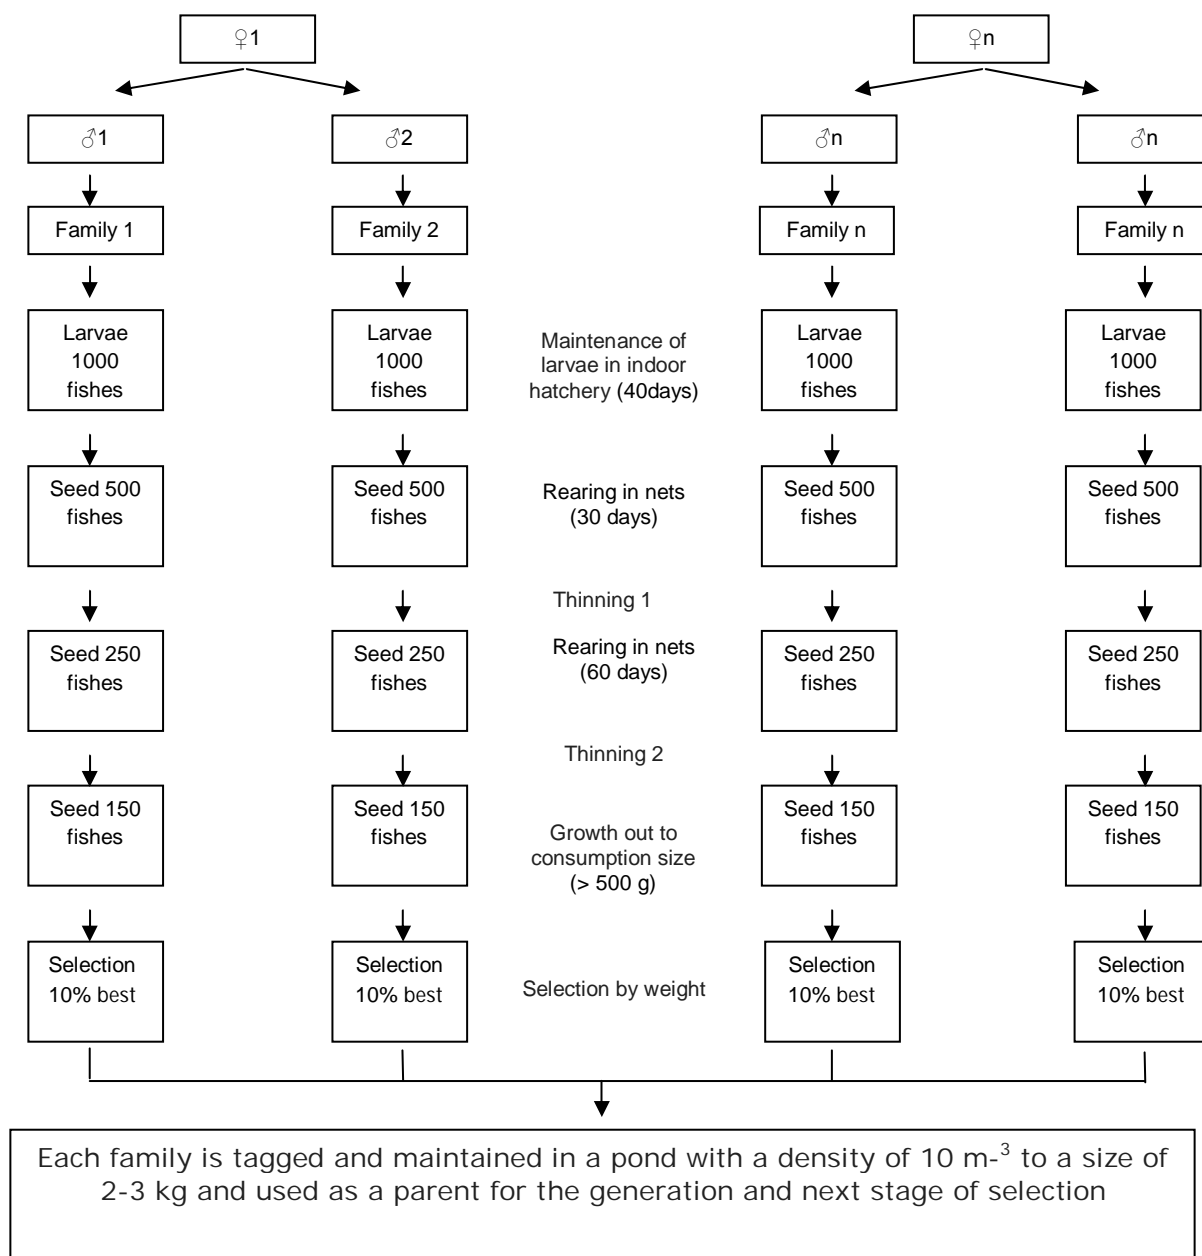 ♀1
♀n
♂1
♂2
♂n
♂n
Family 1
Family 2
Family n
Family n
Larvae
1000
fishes
Larvae
1000
fishes
Maintenance of
larvae in indoor
hatchery (40days)
Larvae
1000
fishes
Larvae
1000
fishes
Seed 500
fishes
Seed 500
fishes
Rearing in nets
(30 days)
Seed 500
fishes
Seed 500
fishes
Thinning 1
Seed 250
fishes
Seed 250
fishes
Rearing in nets
(60 days)
Seed 250
fishes
Seed 250
fishes
Thinning 2
Seed 150
fishes
Seed 150
fishes
Growth out to
consumption size
(> 500 g)
Seed 150
fishes
Seed 150
fishes
Selection
10% best
Selection
10% best
Selection by weight
Selection
10% best
Selection
10% best
Each family is tagged and maintained in a pond with a density of 10 m-³ to a size of
2-3 kg and used as a parent for the generation and next stage of selection